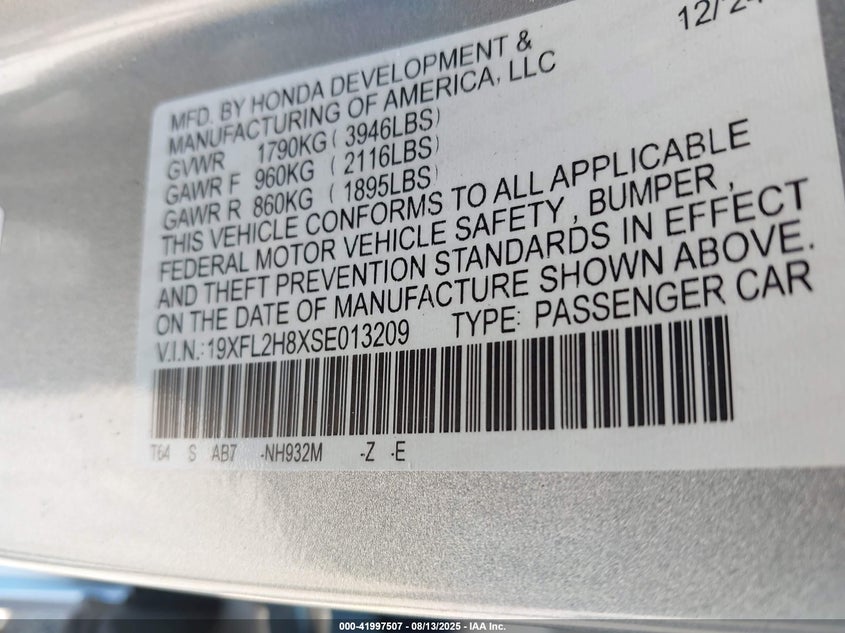 12/24
MFD. BY HONDA DEVELOPMENT &
MANUFACTURING OF AMERICA, LLC
GVWR 1790KG ( 3946LBS)
GAWR F 960KG ( 2116LBS)
GAWR R 860KG ( 1895LBS)
THIS VEHICLE CONFORMS TO ALL APPLICABLE
FEDERAL MOTOR VEHICLE SAFETY , BUMPER ,
AND THEFT PREVENTION STANDARDS IN EFFECT
ON THE DATE OF MANUFACTURE SHOWN ABOVE.
V.I.N.: 19XFL2H8XSE013209 TYPE: PASSENGER CAR
T64 S AB7 -NH932M -Z -E
000-41997507 - 08/13/2025 - IAA Inc.